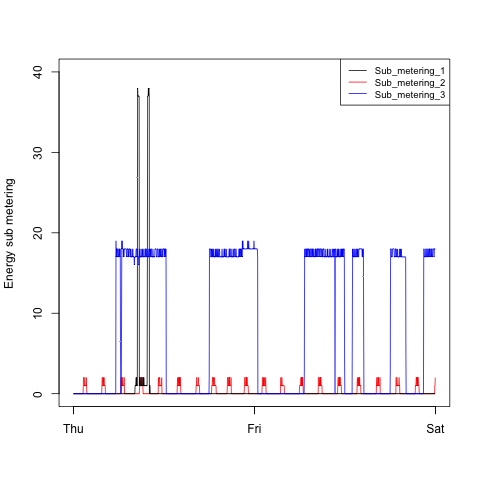 Sub_metering_1
Sub_metering_2
Sub_metering_3
Energy sub metering
40
30
20
10
0
Thu Fri Sat